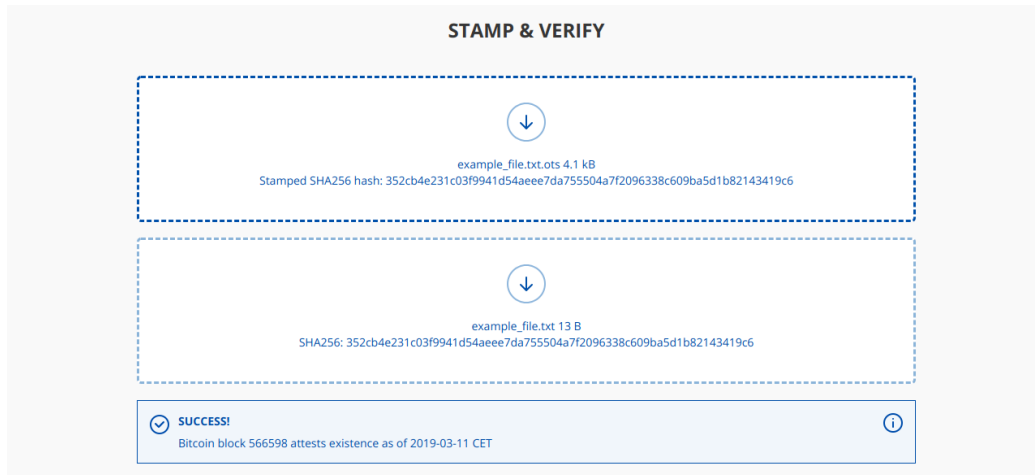 STAMP & VERIFY
example_file.txt.ots 4.1 kB
Stamped SHA256 hash: 352cb4e231c03f9941d54aeee7da755504a7f2096338c609ba5d1b82143419c6
example_file.txt 13 B
SHA256: 352cb4e231c03f9941d54aeee7da755504a7f2096338c609ba5d1b82143419c6
SUCCESS!
Bitcoin block 566598 attests existence as of 2019-03-11 CET